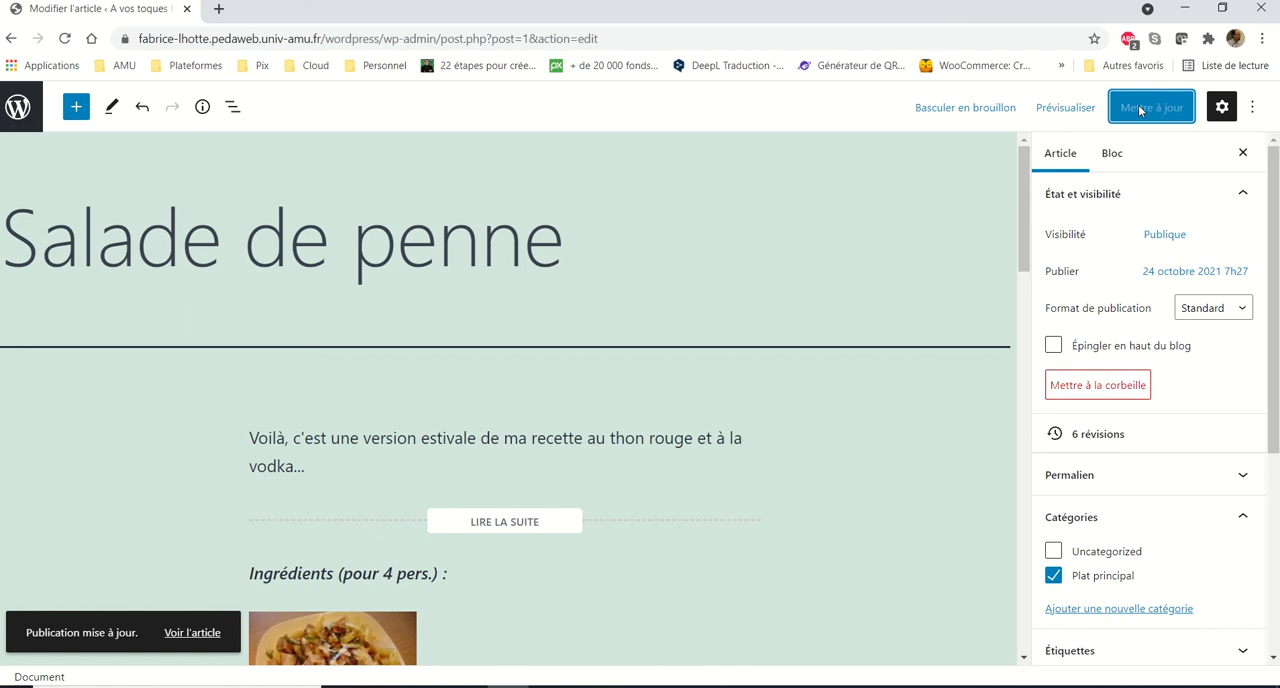 Modifier l'article ‹ A vos toques !
fabrice-lhotte.pedaweb.univ-amu.fr/wordpress/wp-admin/post.php?post=1&action=edit
ABP
2
Applications AMU Plateformes Pix Cloud Personnel 22 étapes pour crée... + de 20 000 fonds... DeepL Traduction -... Générateur de QR... WooCommerce: Cr... » Autres favoris Liste de lecture
Basculer en brouillon Prévisualiser Mettre à jour
Article Bloc
État et visibilité
Salade de penne
Visibilité Publique
Publier 24 octobre 2021 7h27
Format de publication Standard
Épingler en haut du blog
Mettre à la corbeille
6 révisions
Voilà, c'est une version estivale de ma recette au thon rouge et à la
vodka...
Permalien
LIRE LA SUITE
Catégories
Uncategorized
Ingrédients (pour 4 pers.) :
Plat principal
Ajouter une nouvelle catégorie
Publication mise à jour. Voir l'article
Étiquettes
Document